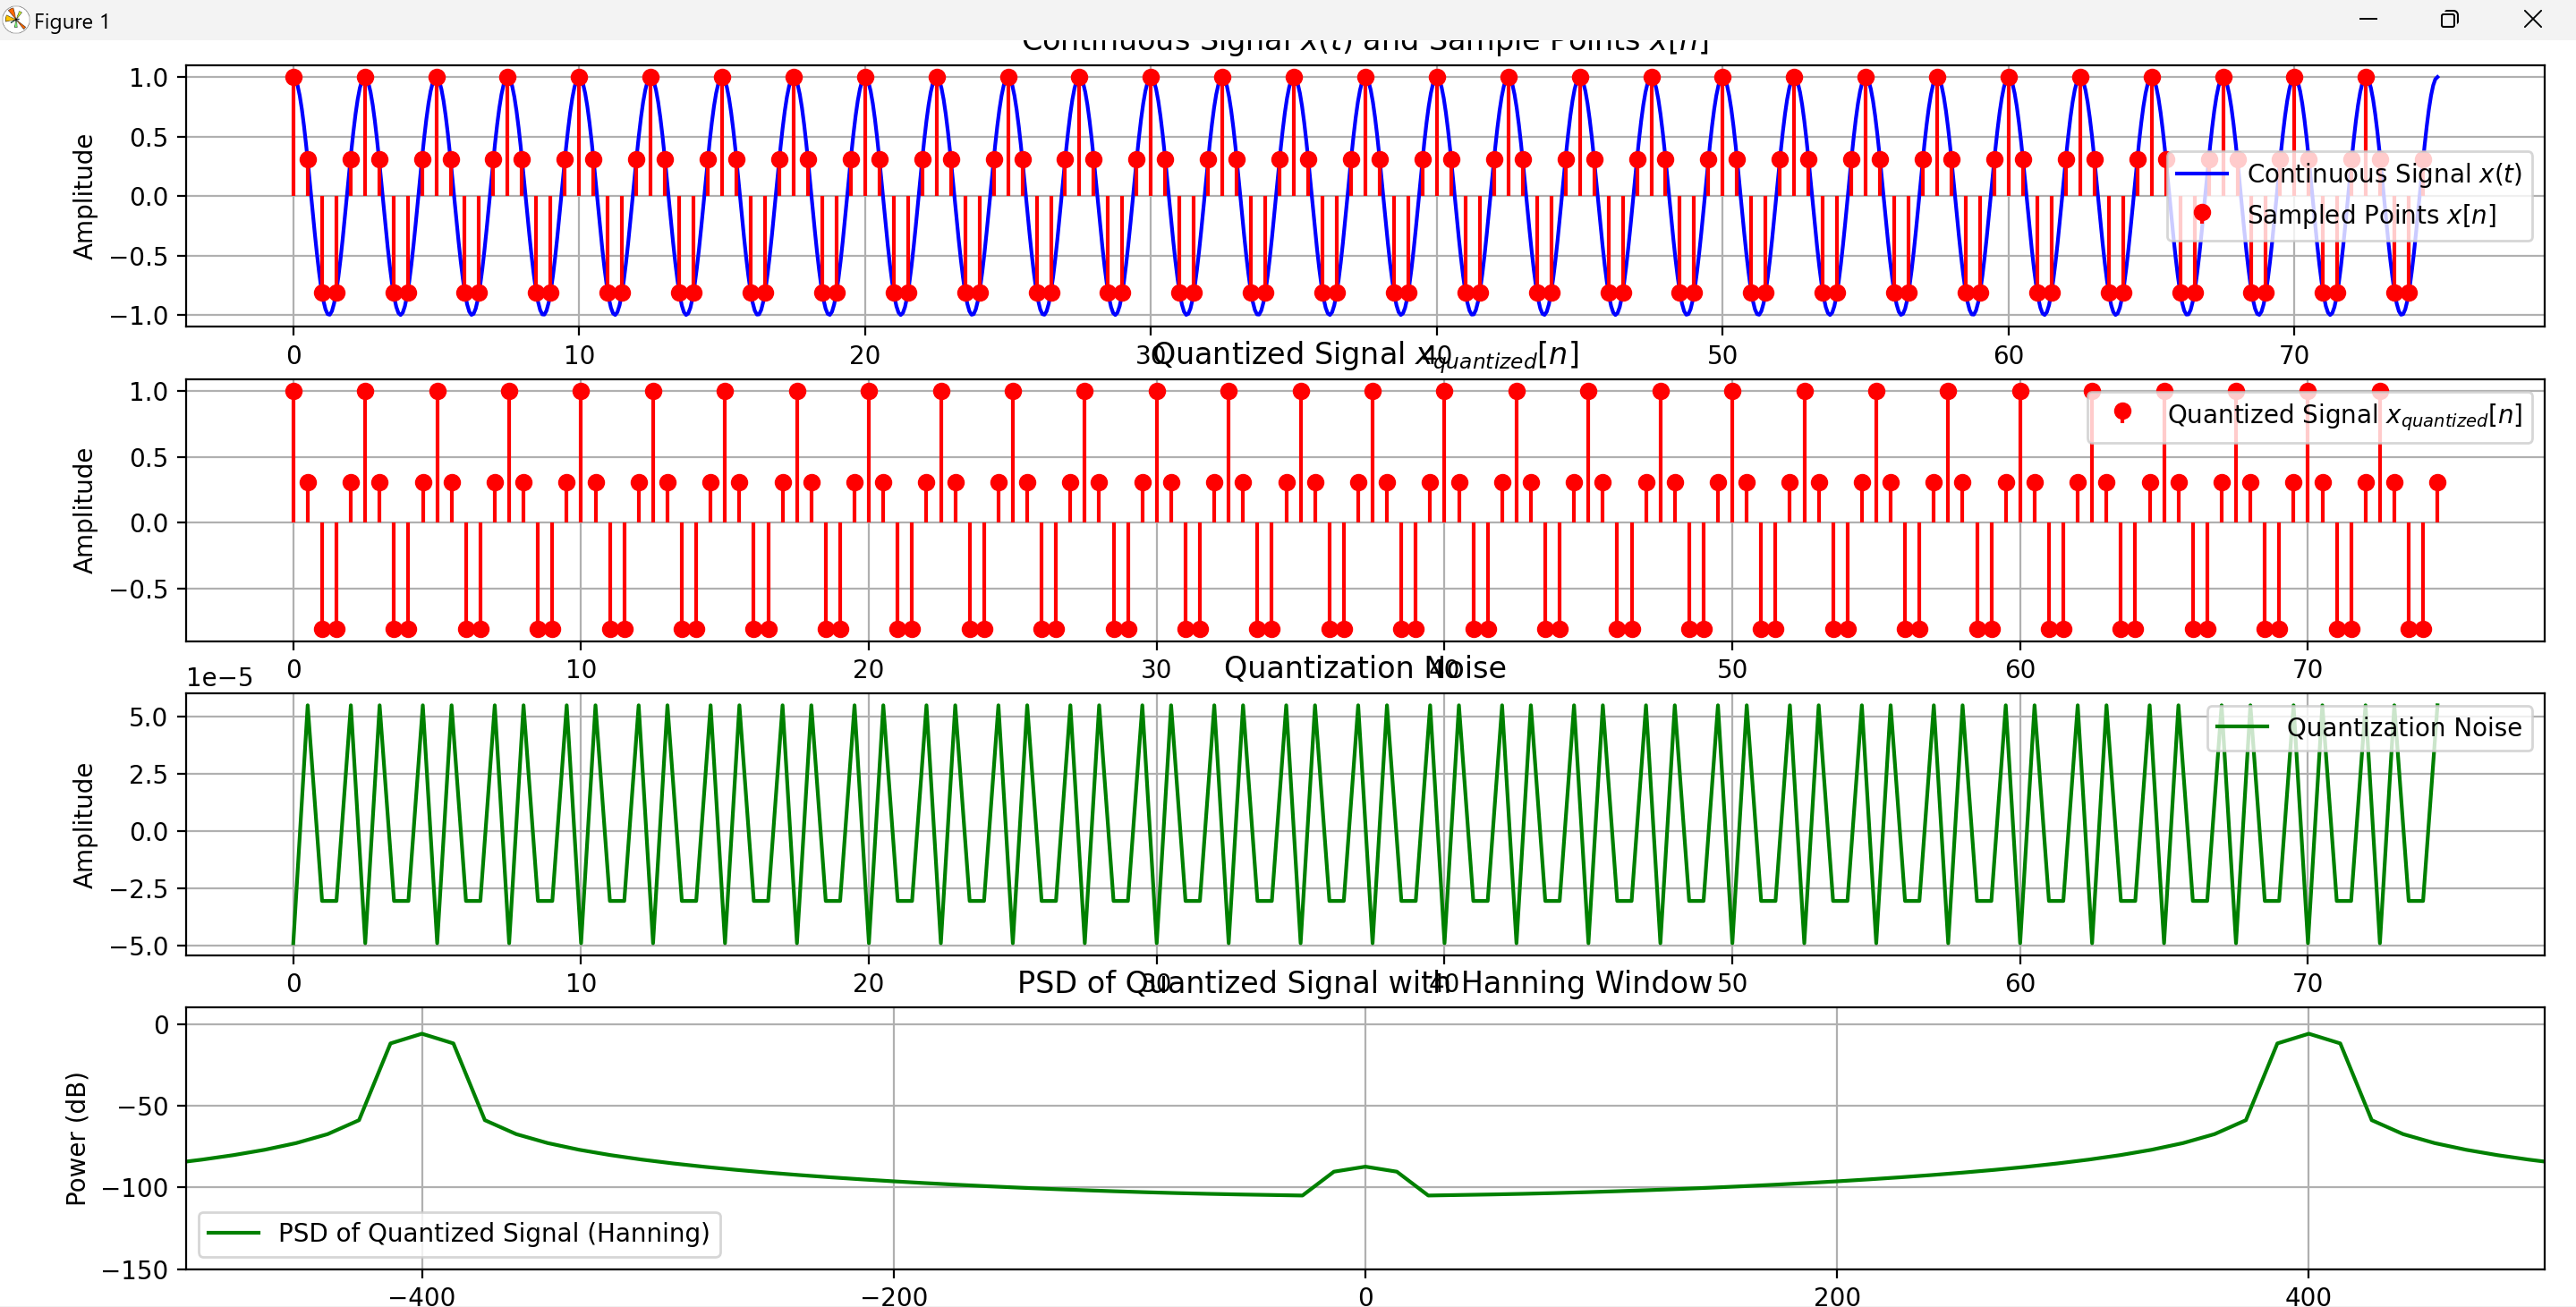 Figure 1
Continuous Signal x(t) and Sample Points x[n]
1.0
0.5
0.0
−0.5
−1.0
Amplitude
Continuous Signal x(t)
Sampled Points x[n]
0 10 20 30 40 50 60 70
Quantized Signal x_quantized[n]
1.0
0.5
0.0
−0.5
Amplitude
Quantized Signal x_quantized[n]
0 10 20 30 40 50 60 70
Quantization Noise
1e−5
5.0
2.5
0.0
−2.5
−5.0
Amplitude
Quantization Noise
0 10 20 30 40 50 60 70
PSD of Quantized Signal with Hanning Window
0
−50
−100
−150
Power (dB)
PSD of Quantized Signal (Hanning)
−400 −200 0 200 400